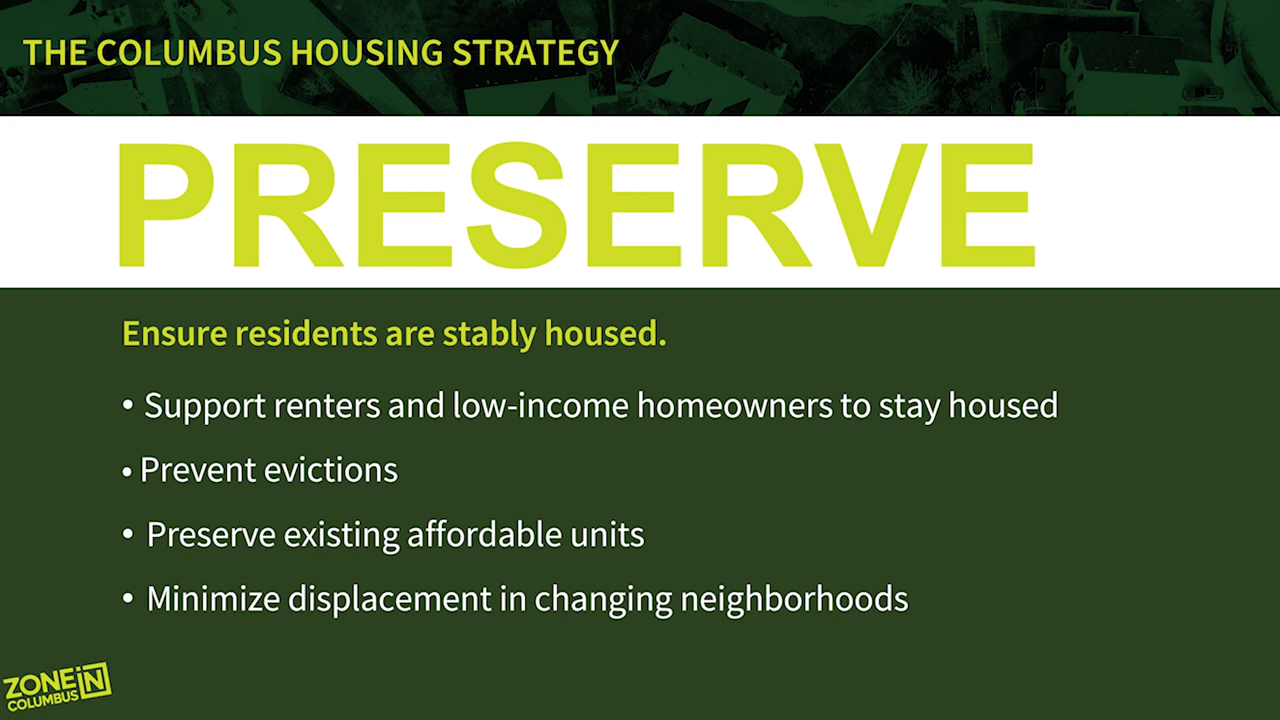 THE COLUMBUS HOUSING STRATEGY
PRESERVE
Ensure residents are stably housed.
• Support renters and low-income homeowners to stay housed
• Prevent evictions
• Preserve existing affordable units
• Minimize displacement in changing neighborhoods
ZONE iN
COLUMBUS